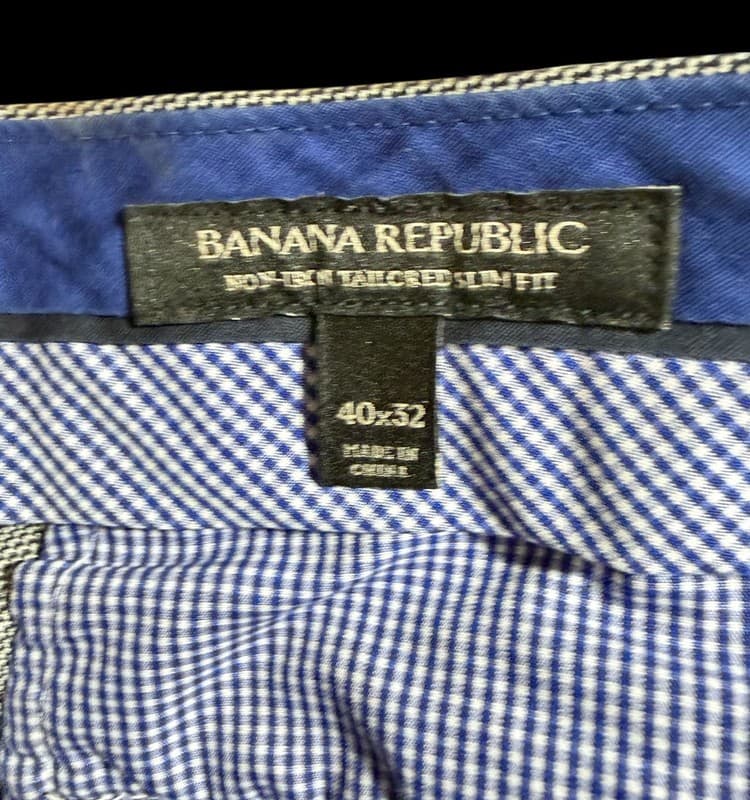 BANANA REPUBLIC
NON-IRON TAILORED SLIM FIT
40x32
MADE IN
CHINA